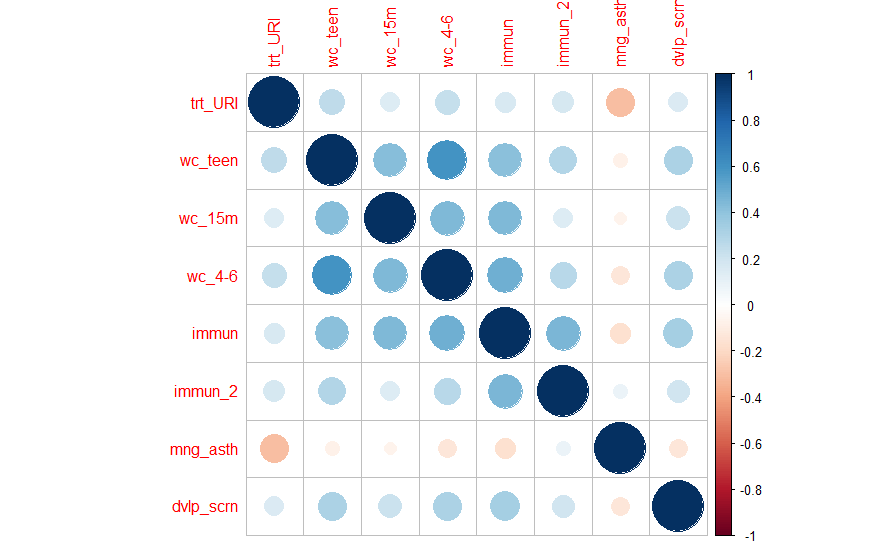 trt_URI
wc_teen
wc_15m
wc_4-6
immun
immun_2
mng_asth
dvlp_scrn
1
trt_URI
0.8
wc_teen
0.6
wc_15m
0.4
0.2
wc_4-6
0
immun
-0.2
immun_2
-0.4
mng_asth
-0.6
dvlp_scrn
-0.8
-1